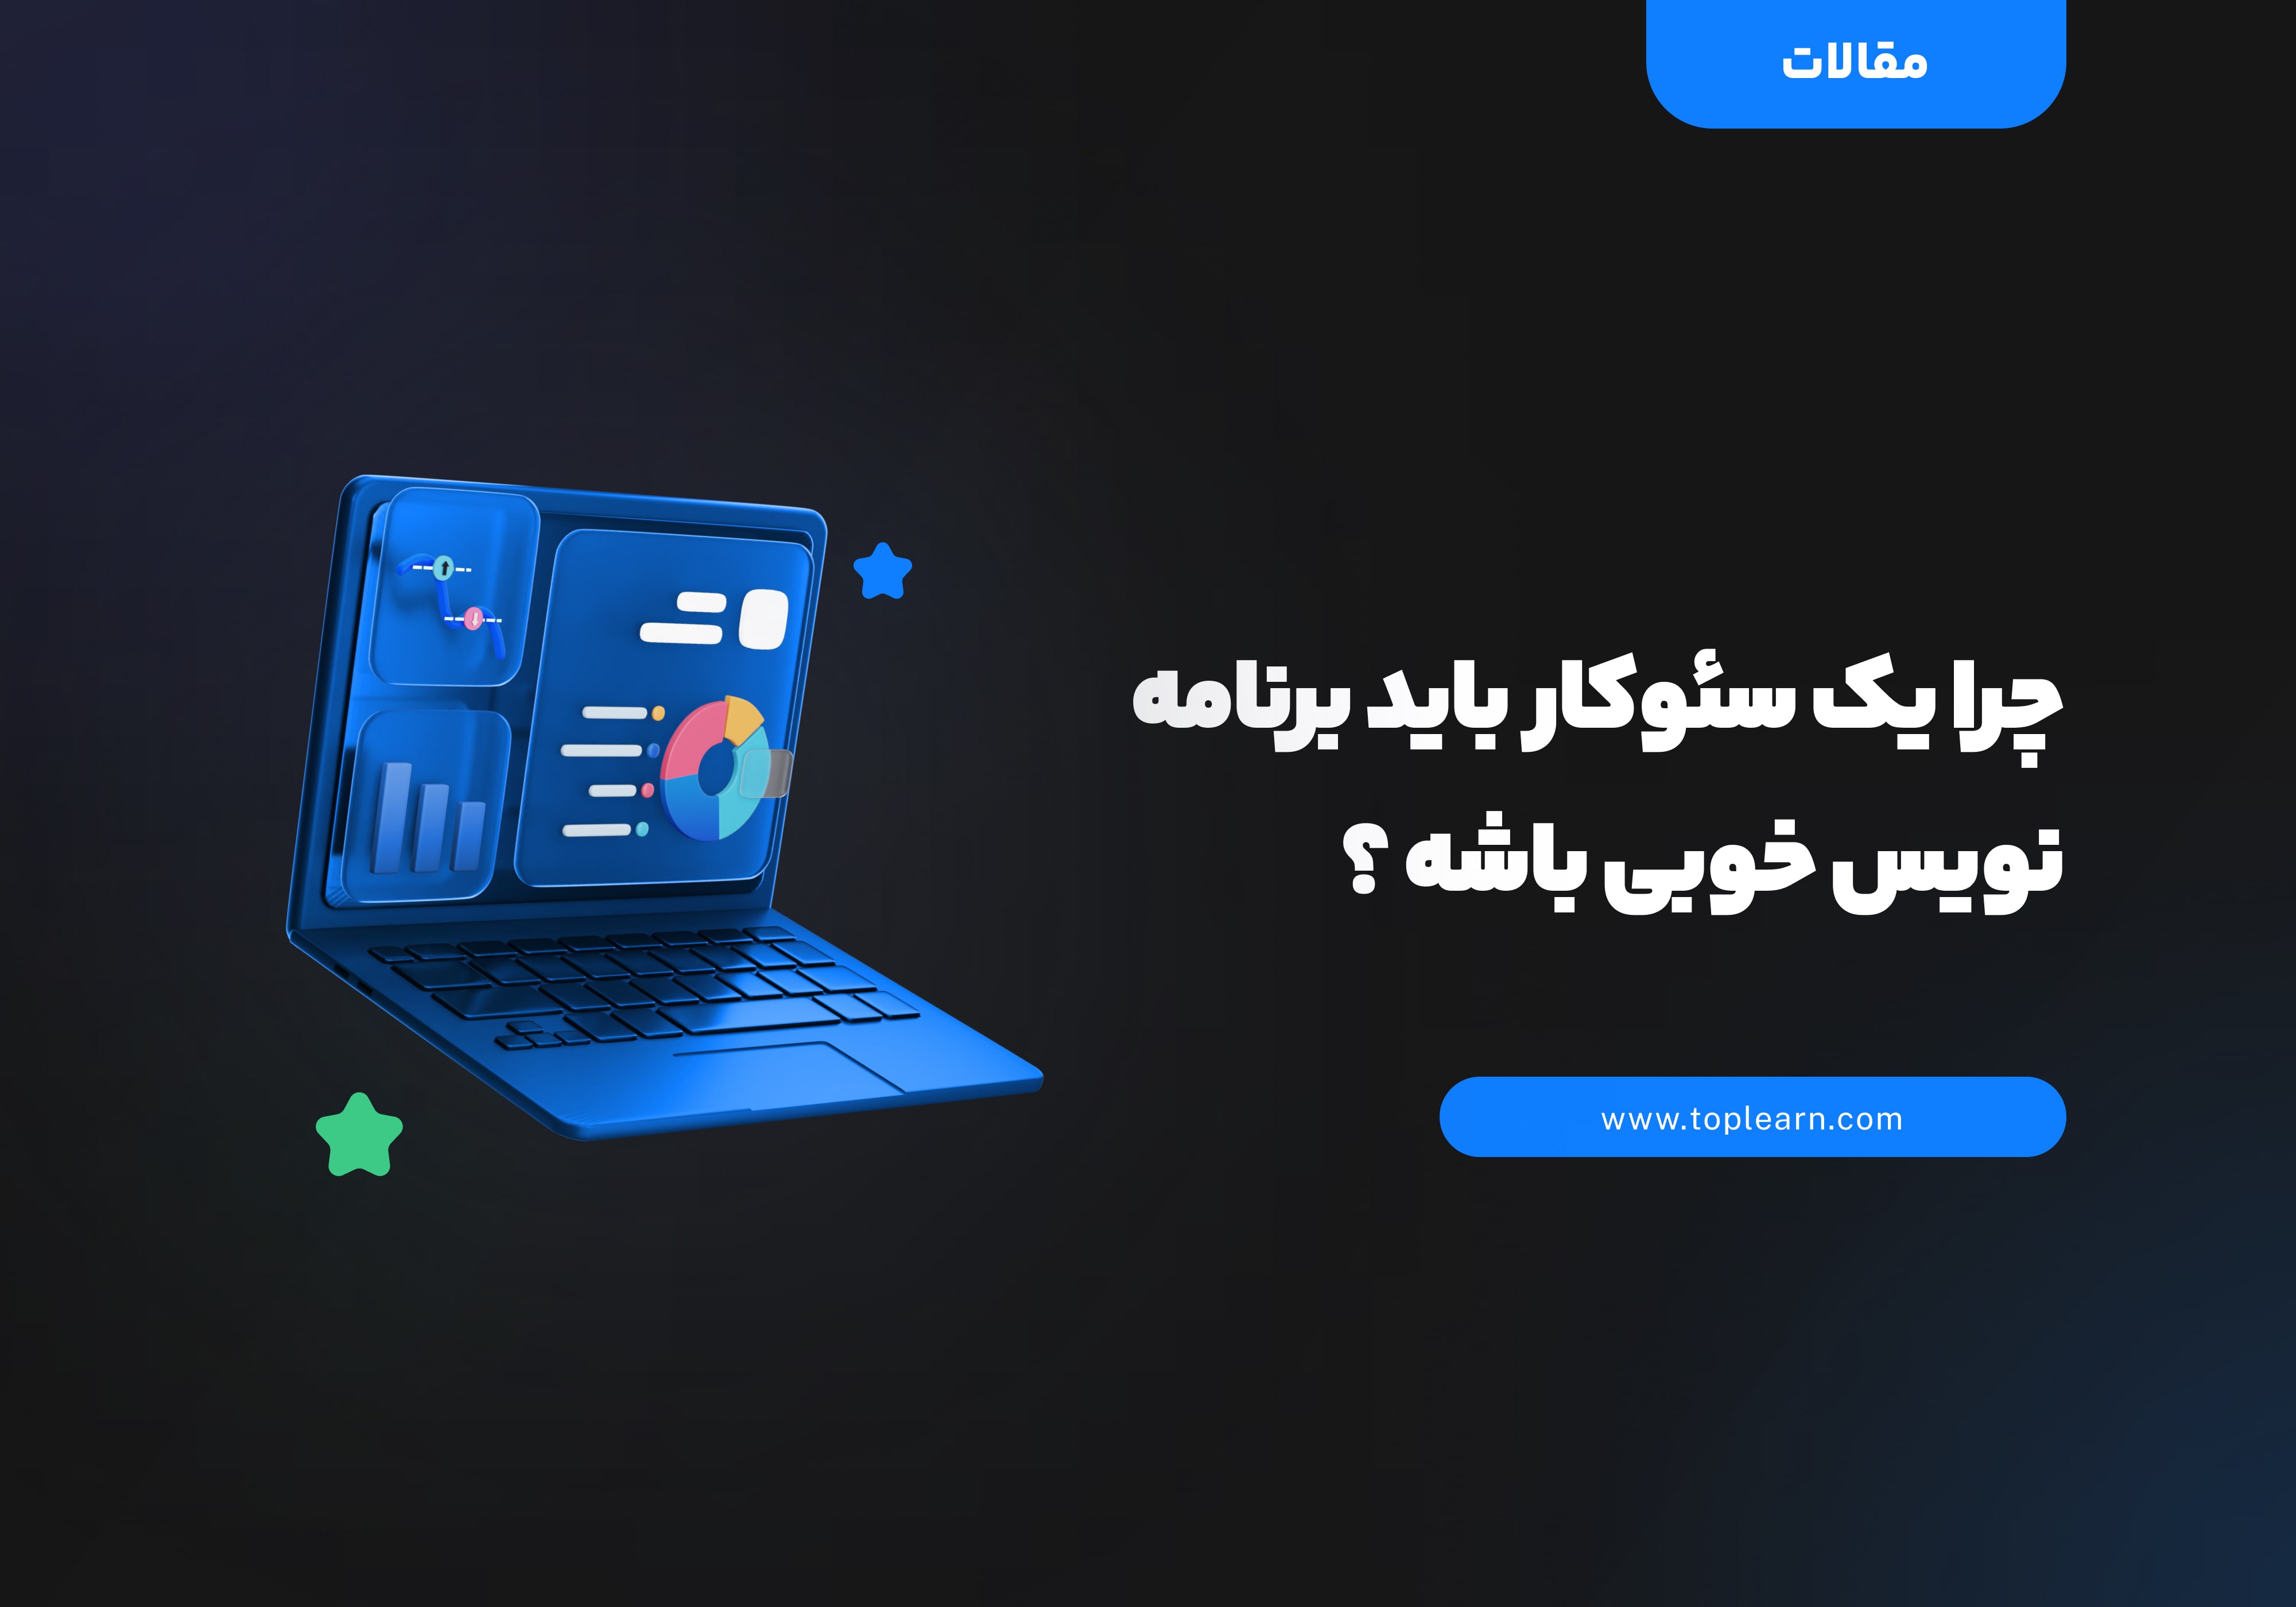 مقالات
چرا یک سئوکار باید برنامه
نویس خوبی باشه ؟
www.toplearn.com